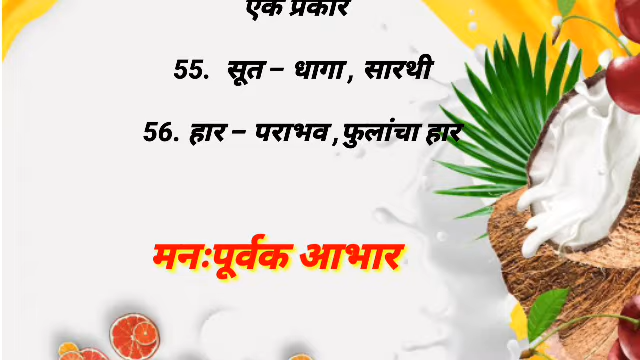 एक प्रकार
55. सूत – धागा , सारथी
56. हार – पराभव ,फुलांचा हार
मनःपूर्वक आभार